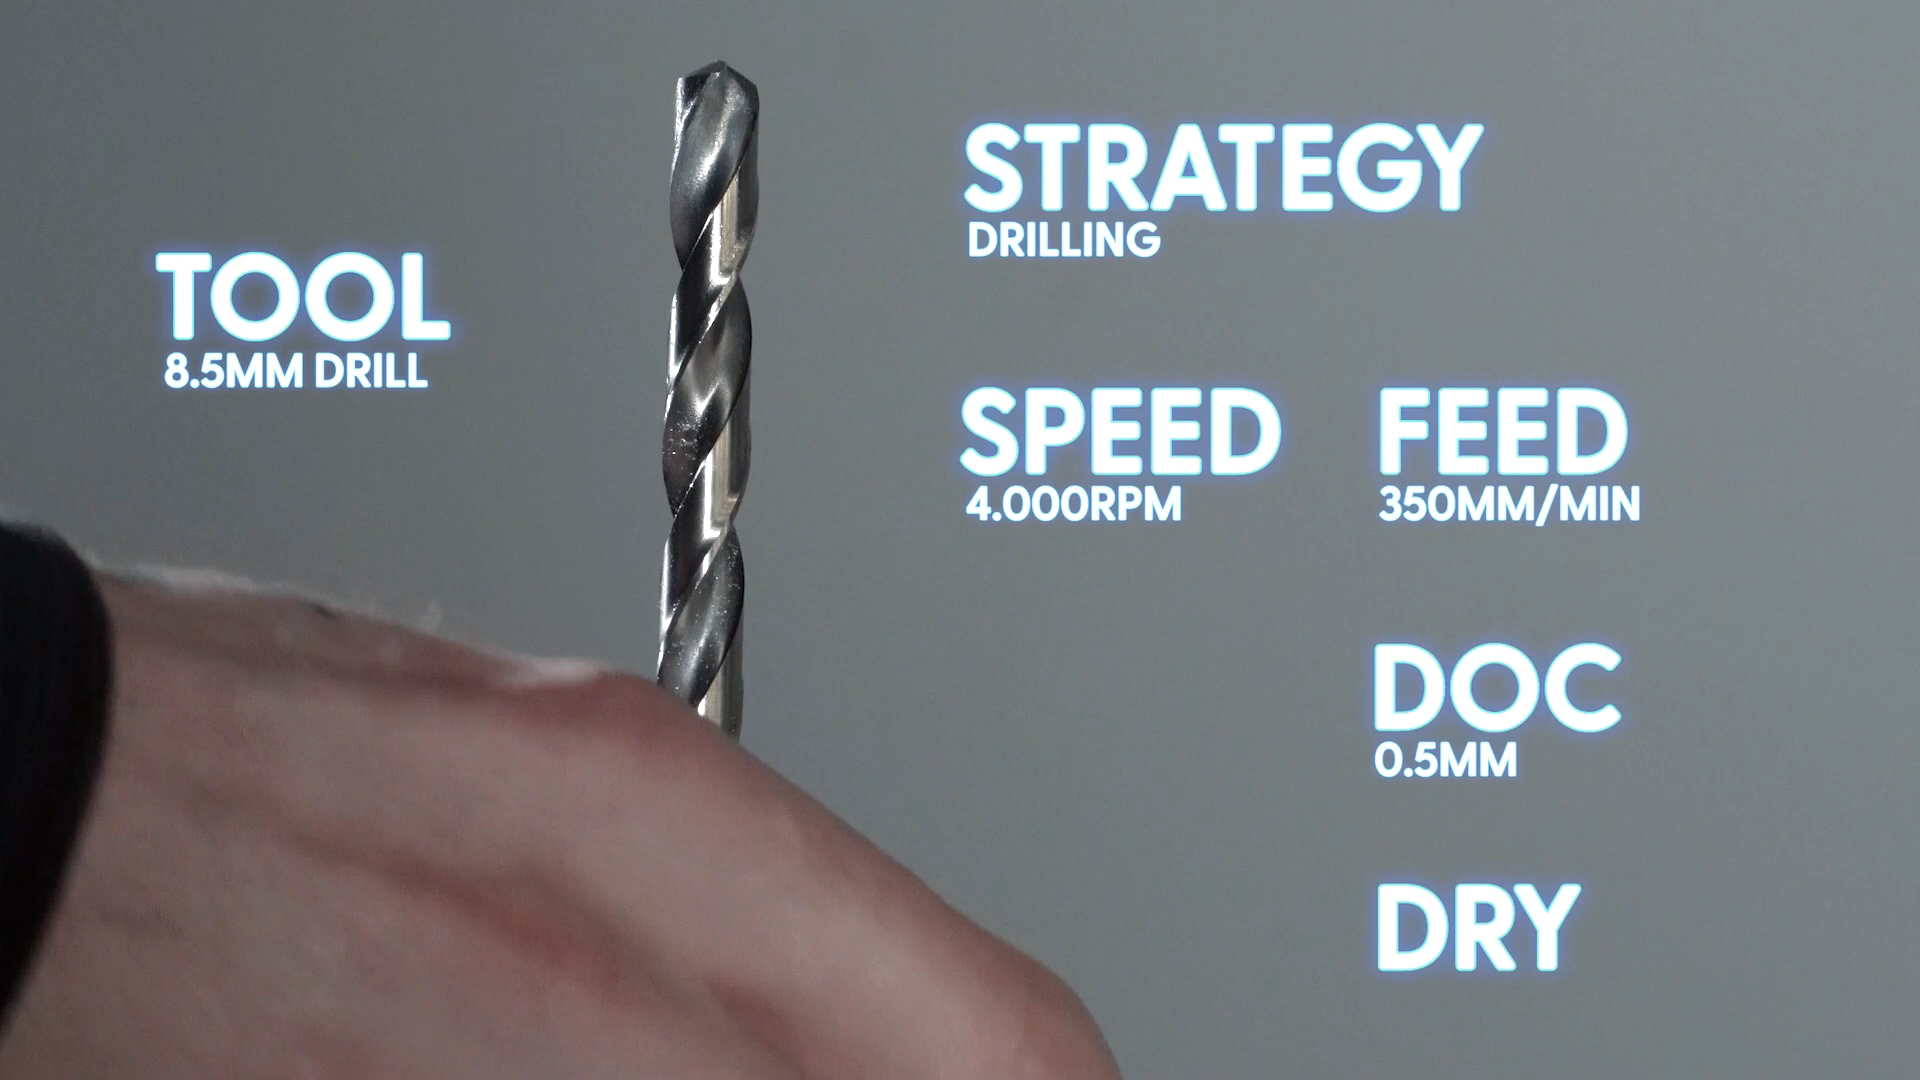 TOOL
8.5MM DRILL
STRATEGY
DRILLING
SPEED
4.000RPM
FEED
350MM/MIN
DOC
0.5MM
DRY